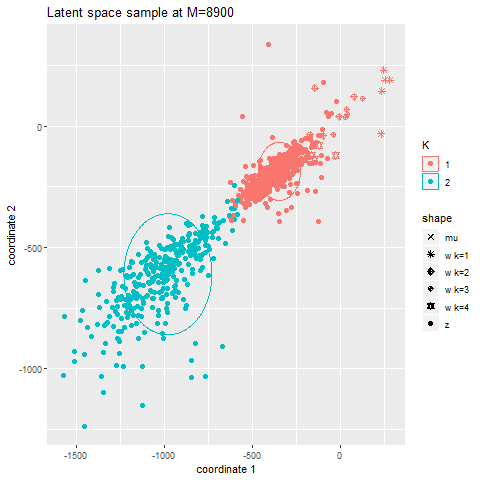 Latent space sample at M=8900
0
-500
-1000
coordinate 2
-1500
-1000
-500
0
coordinate 1
K
1
2
shape
mu
w k=1
w k=2
w k=3
w k=4
z